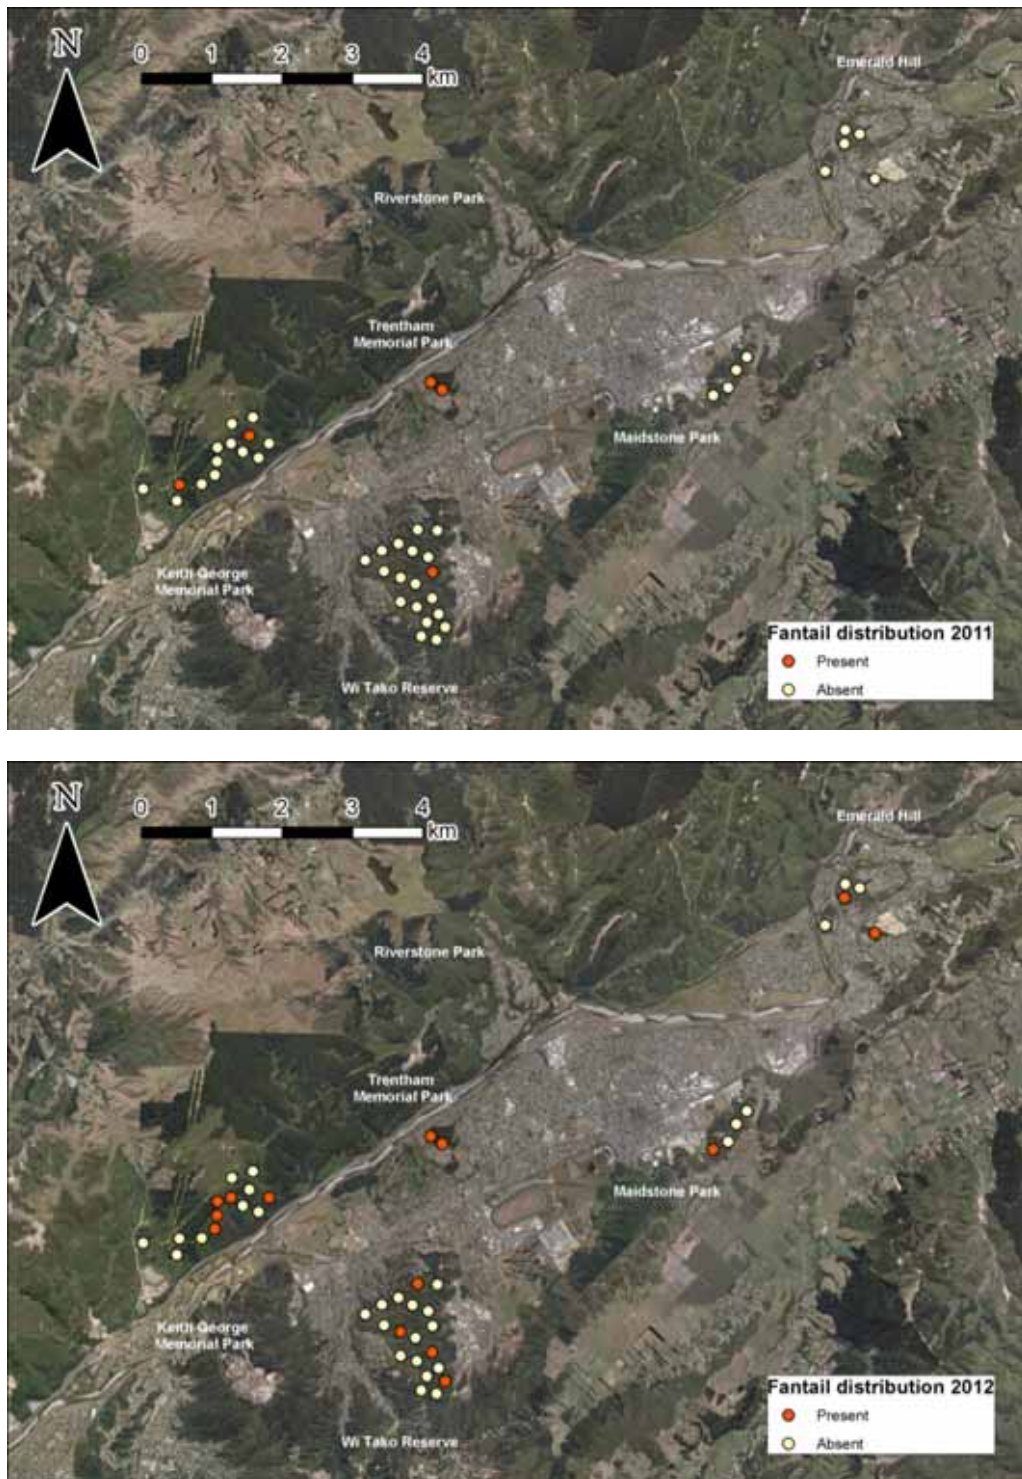 N
0 1 2 3 4
km
Emerald Hill
Riverstone Park
Trentham
Memorial Park
Maidstone Park
Keith George
Memorial Park
Wi Tako Reserve
Fantail distribution 2011
Present
Absent
N
0 1 2 3 4
km
Emerald Hill
Riverstone Park
Trentham
Memorial Park
Maidstone Park
Keith George
Memorial Park
Wi Tako Reserve
Fantail distribution 2012
Present
Absent